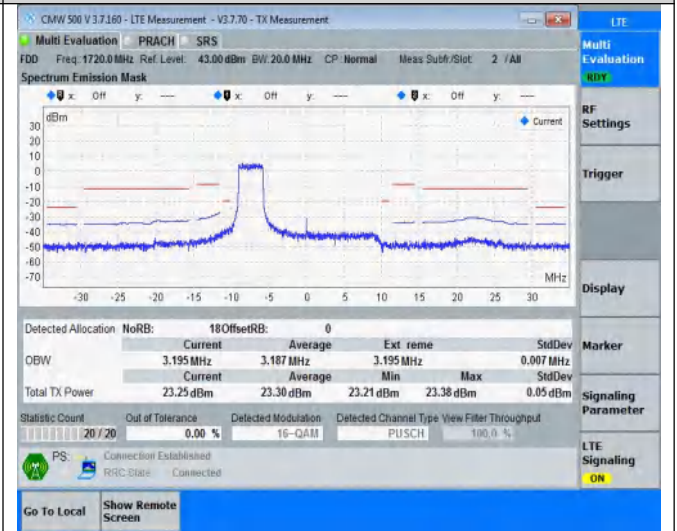 CMW 500 V 3.7.160 - LTE Measurement - V3.7.70 - TX Measurement
LTE
Multi Evaluation PRACH SRS
FDD Freq.:1720.0 MHz Ref. Level: 43.00 dBm BW: 20.0 MHz CP: Normal Meas Subfr./Slot: 2 / All
Spectrum Emission Mask
x: Off y: ---- x: Off y: ---- x: Off y: ----
dBm
Current
30
20
10
0
-10
-20
-30
-40
-50
-60
-70
MHz
-30 -25 -20 -15 -10 -5 0 5 10 15 20 25 30
Detected Allocation NoRB: 18OffsetRB: 0
Current Average Ext reme StdDev
OBW 3.195 MHz 3.187 MHz 3.195 MHz 0.007 MHz
Current Average Min Max StdDev
Total TX Power 23.25 dBm 23.30 dBm 23.21 dBm 23.38 dBm 0.05 dBm
Statistic Count Out of Tolerance Detected Modulation Detected Channel Type View Filter Throughput
20 / 20 0.00 % 16-QAM PUSCH 100.0 %
PS: Connection Established
RRC State Connected
Multi
Evaluation
RDY
RF
Settings
Trigger
Display
Marker
Signaling
Parameter
LTE
Signaling
ON
Go To Local
Show Remote
Screen